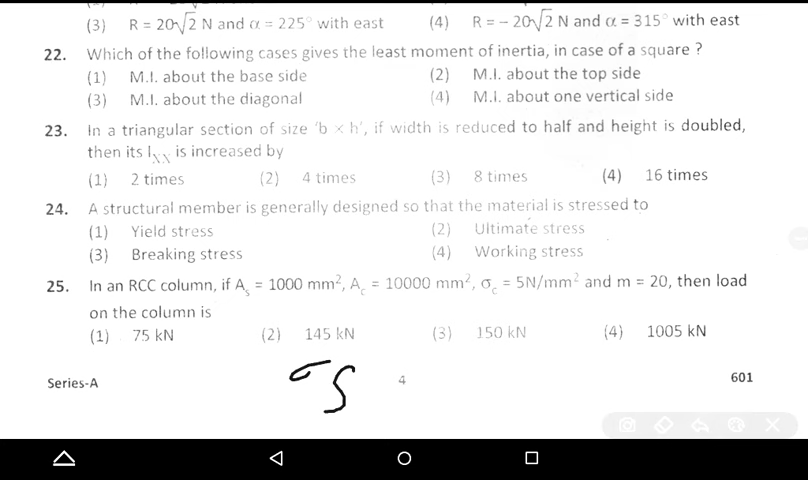 (3) R = 20√2 N and α = 225° with east (4) R = – 20√2 N and α = 315° with east
22. Which of the following cases gives the least moment of inertia, in case of a square ?
(1) M.I. about the base side (2) M.I. about the top side
(3) M.I. about the diagonal (4) M.I. about one vertical side
23. In a triangular section of size ‘b × h’, if width is reduced to half and height is doubled,
then its I_XX is increased by
(1) 2 times (2) 4 times (3) 8 times (4) 16 times
24. A structural member is generally designed so that the material is stressed to
(1) Yield stress (2) Ultimate stress
(3) Breaking stress (4) Working stress
25. In an RCC column, if A_s = 1000 mm², A_c = 10000 mm², σ_c = 5N/mm² and m = 20, then load
on the column is
(1) 75 kN (2) 145 kN (3) 150 kN (4) 1005 kN
σs
Series-A 4 601